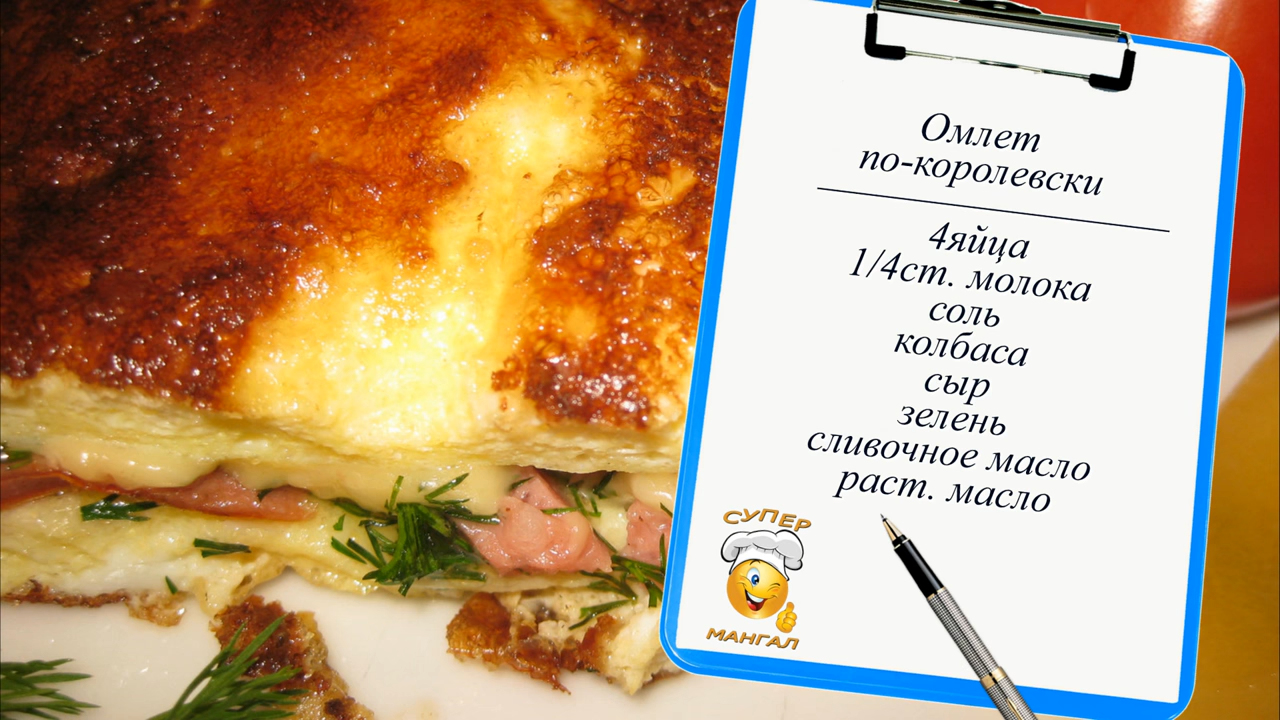 Омлет
по-королевски
4яйца
1/4ст. молока
соль
колбаса
сыр
зелень
сливочное масло
раст. масло
СУПЕР
МАНГАЛ